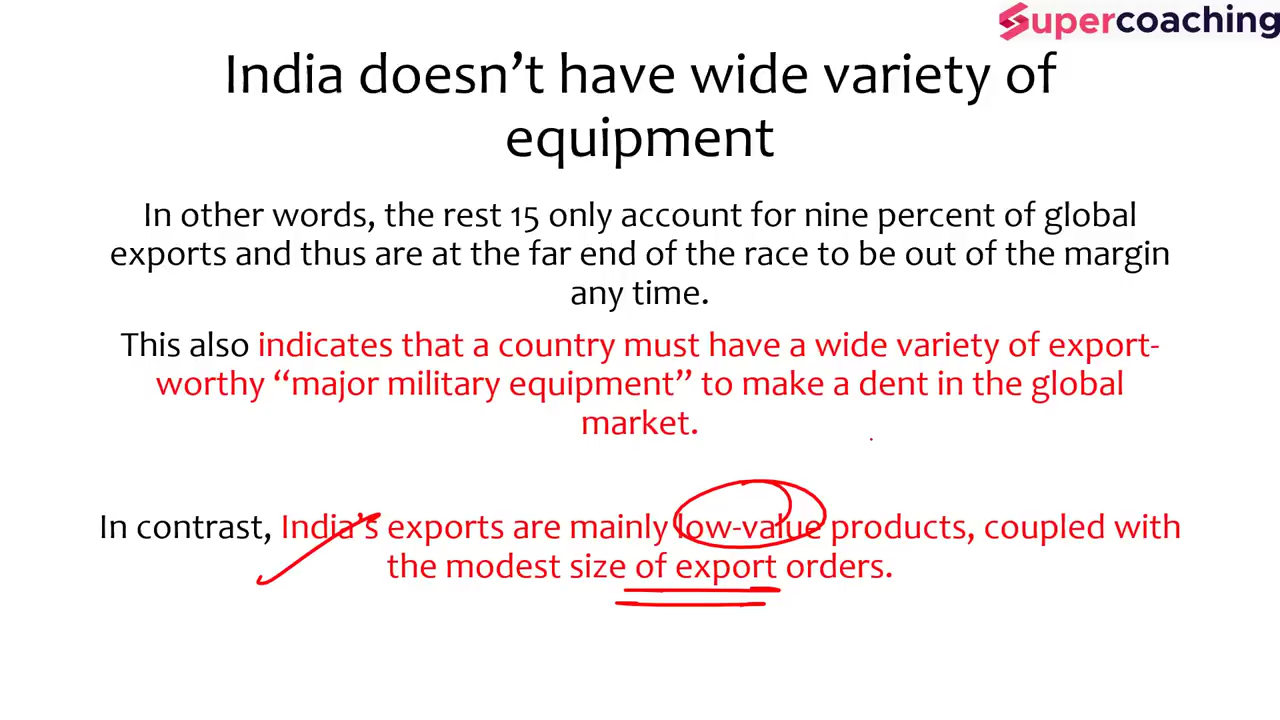 Supercoaching
India doesn’t have wide variety of
equipment
In other words, the rest 15 only account for nine percent of global
exports and thus are at the far end of the race to be out of the margin
any time.
This also indicates that a country must have a wide variety of export-
worthy “major military equipment” to make a dent in the global
market.
In contrast, India’s exports are mainly low-value products, coupled with
the modest size of export orders.